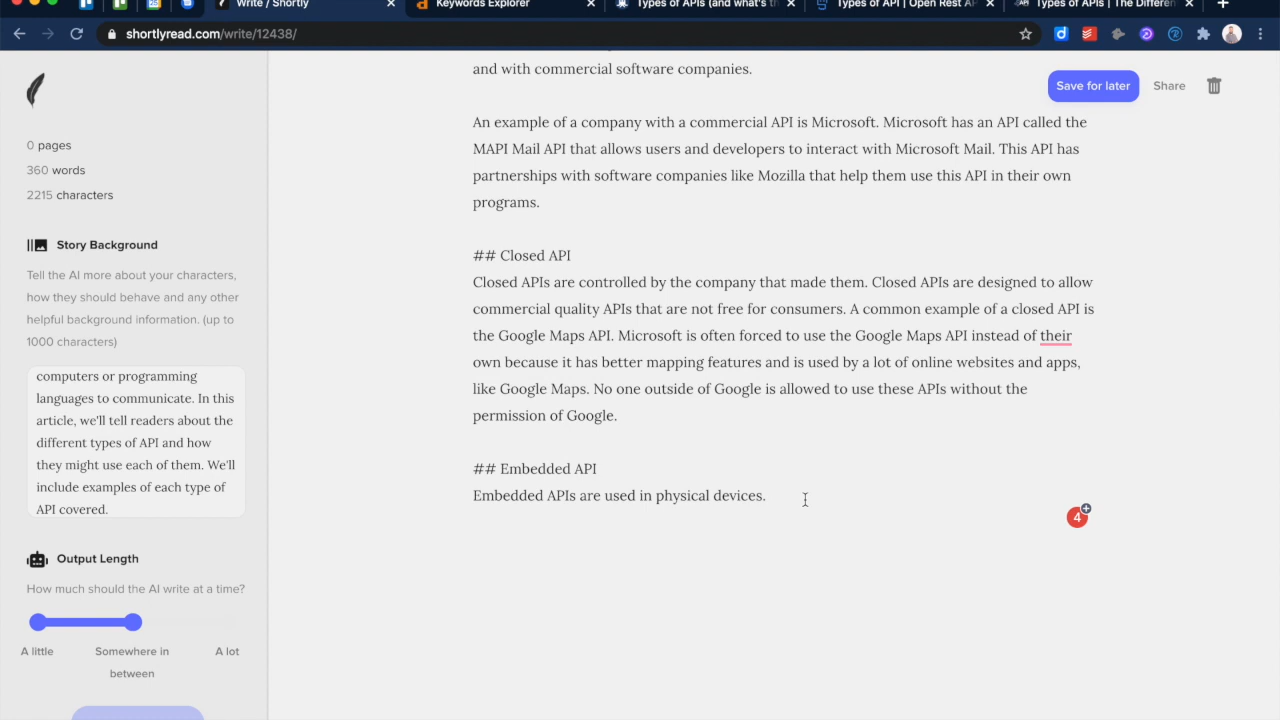 Write / Shortly
Keywords Explorer
Types of APIs (and what's th
Types of API | Open Rest AP
Types of APIs | The Differen
shortlyread.com/write/12438/
and with commercial software companies.
Save for later
Share
0 pages
360 words
2215 characters
An example of a company with a commercial API is Microsoft. Microsoft has an API called the
MAPI Mail API that allows users and developers to interact with Microsoft Mail. This API has
partnerships with software companies like Mozilla that help them use this API in their own
programs.
Story Background
Tell the AI more about your characters,
how they should behave and any other
helpful background information. (up to
1000 characters)
computers or programming
languages to communicate. In this
article, we'll tell readers about the
different types of API and how
they might use each of them. We'll
include examples of each type of
API covered.
## Closed API
Closed APIs are controlled by the company that made them. Closed APIs are designed to allow
commercial quality APIs that are not free for consumers. A common example of a closed API is
the Google Maps API. Microsoft is often forced to use the Google Maps API instead of their
own because it has better mapping features and is used by a lot of online websites and apps,
like Google Maps. No one outside of Google is allowed to use these APIs without the
permission of Google.
## Embedded API
Embedded APIs are used in physical devices.
4
Output Length
How much should the AI write at a time?
A little
Somewhere in
between
A lot